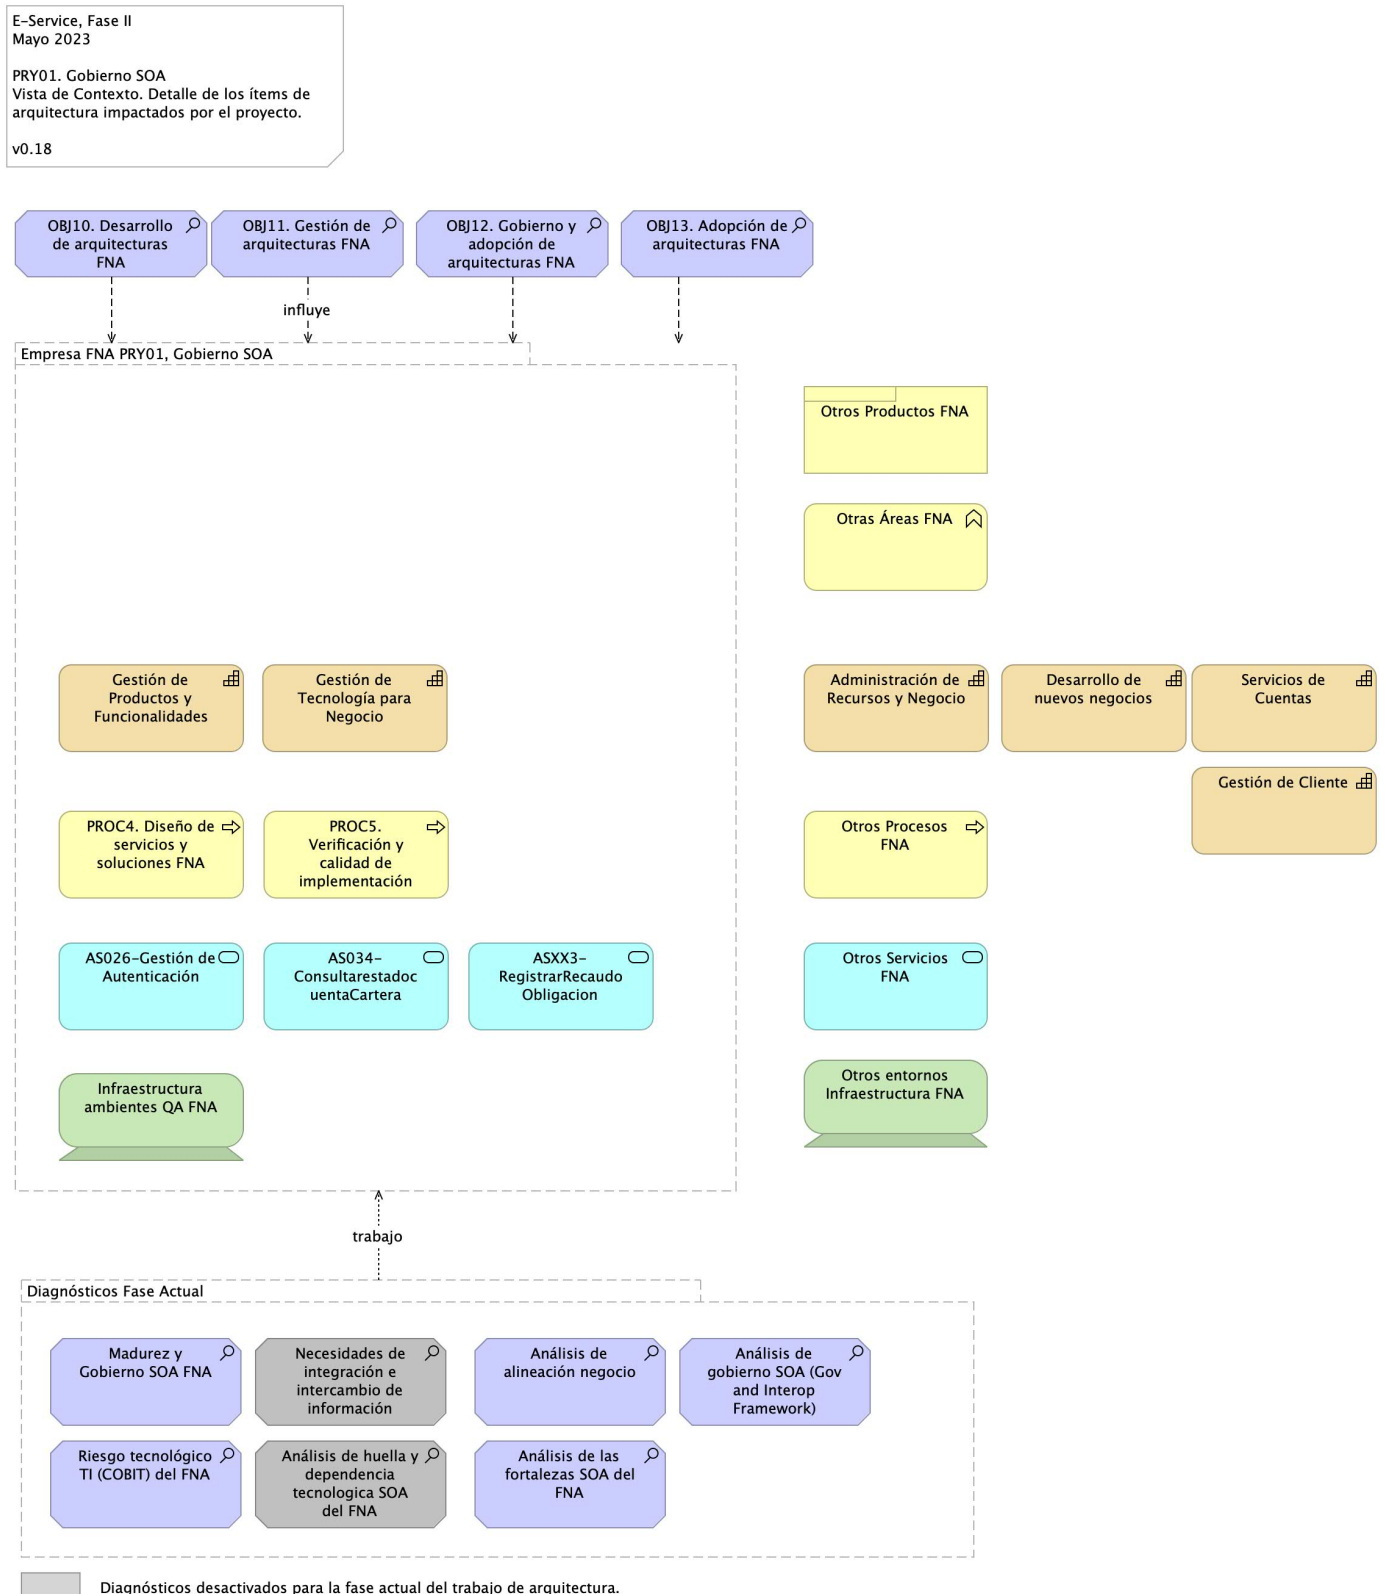 E-Service, Fase II
Mayo 2023
PRY01. Gobierno SOA
Vista de Contexto. Detalle de los ítems de
arquitectura impactados por el proyecto.
v0.18
OBJ10. Desarrollo
de arquitecturas
FNA
OBJ11. Gestión de
arquitecturas FNA
OBJ12. Gobierno y
adopción de
arquitecturas FNA
OBJ13. Adopción de
arquitecturas FNA
influye
Empresa FNA PRY01, Gobierno SOA
Otros Productos FNA
Otras Áreas FNA
Gestión de
Productos y
Funcionalidades
Gestión de
Tecnología para
Negocio
Administración de
Recursos y Negocio
Desarrollo de
nuevos negocios
Servicios de
Cuentas
Gestión de Cliente
PROC4. Diseño de
servicios y
soluciones FNA
PROC5.
Verificación y
calidad de
implementación
Otros Procesos
FNA
AS026-Gestión de
Autenticación
AS034-
Consultarestadoc
uentaCartera
ASXX3-
RegistrarRecaudo
Obligacion
Otros Servicios
FNA
Infraestructura
ambientes QA FNA
Otros entornos
Infraestructura FNA
trabajo
Diagnósticos Fase Actual
Madurez y
Gobierno SOA FNA
Necesidades de
integración e
intercambio de
información
Análisis de
alineación negocio
Análisis de
gobierno SOA (Gov
and Interop
Framework)
Riesgo tecnológico
TI (COBIT) del FNA
Análisis de huella y
dependencia
tecnologica SOA
del FNA
Análisis de las
fortalezas SOA del
FNA
Diagnósticos desactivados para la fase actual del trabajo de arquitectura.